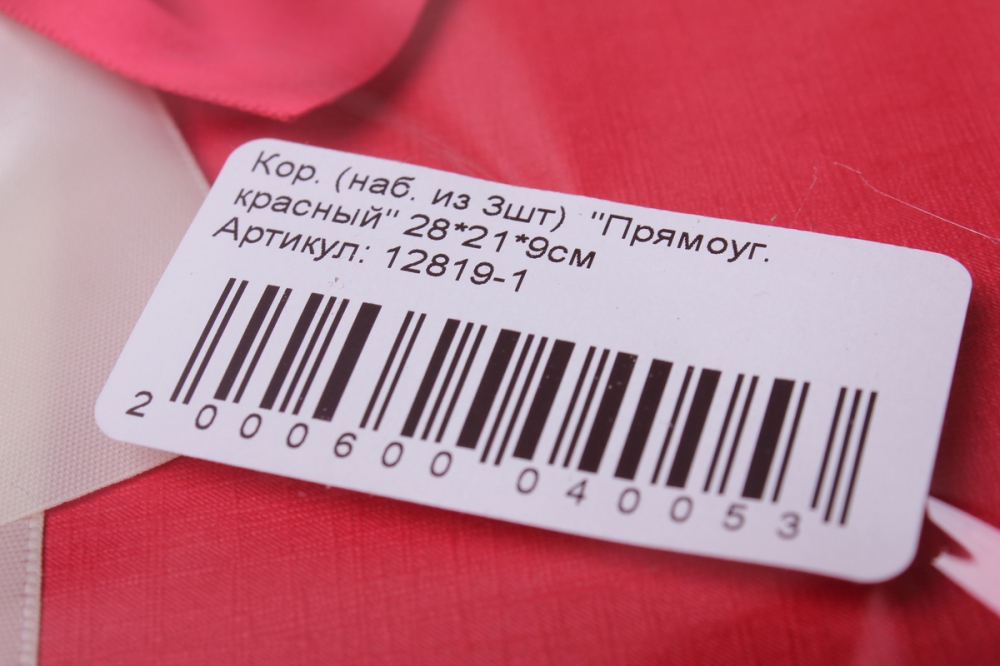 Кор. (наб. из 3шт) "Прямоуг.
красный" 28*21*9см
Артикул: 12819-1
2 000600 040053